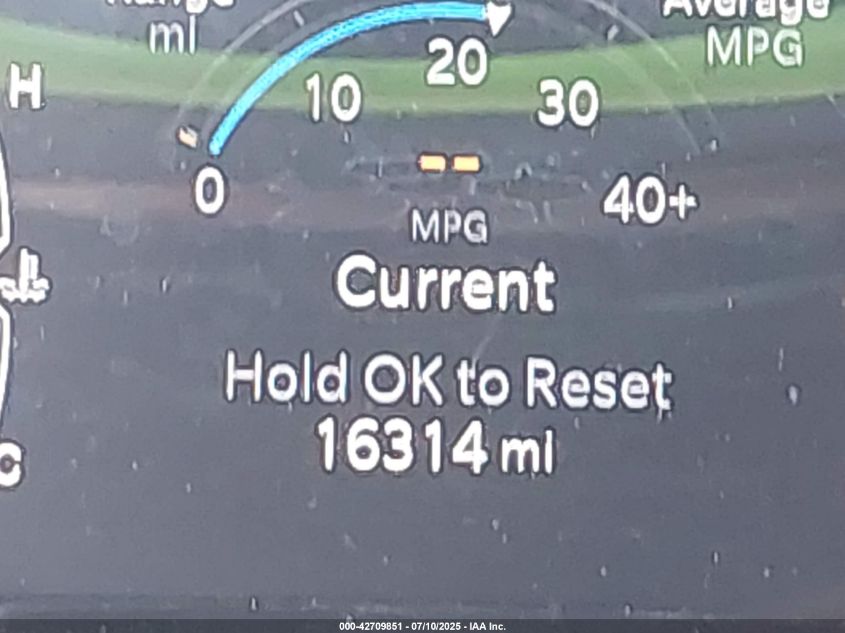 Range
Average
mi
MPG
H
20
10
30
0
--
40+
MPG
Current
Hold OK to Reset
C
16314 mi
000-42709851 - 07/10/2025 - IAA Inc.